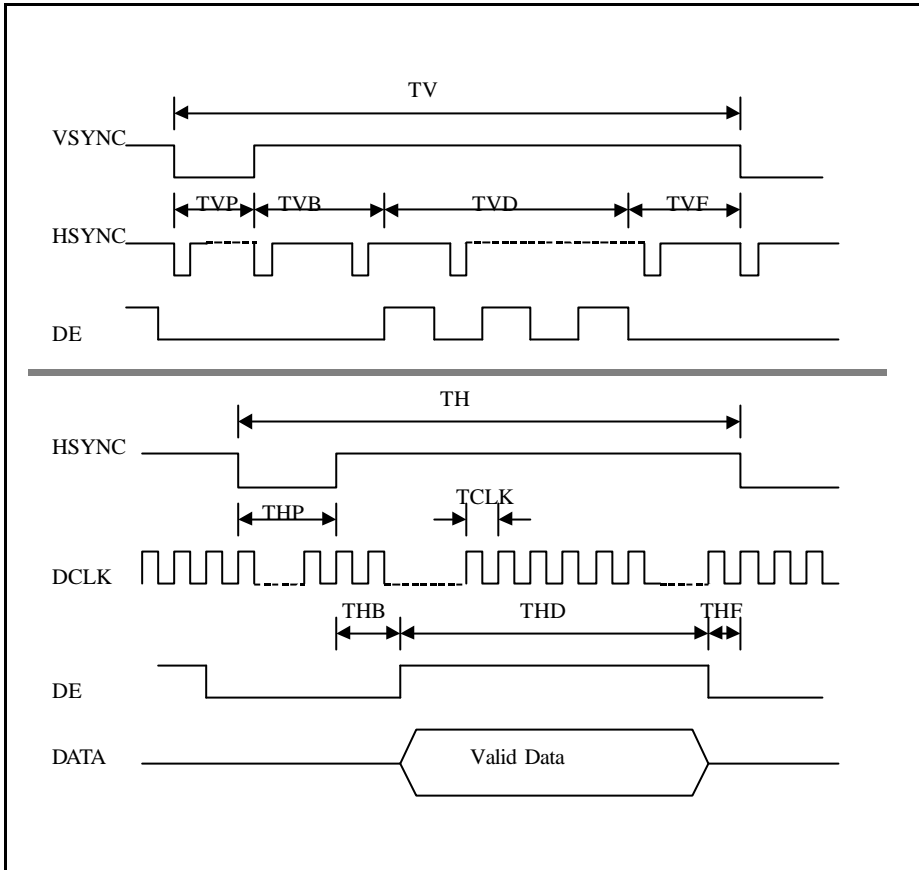 TV
VSYNC
TVP TVB TVD TVF
HSYNC
DE
TH
HSYNC
THP TCLK
DCLK
THB THD THF
DE
DATA Valid Data